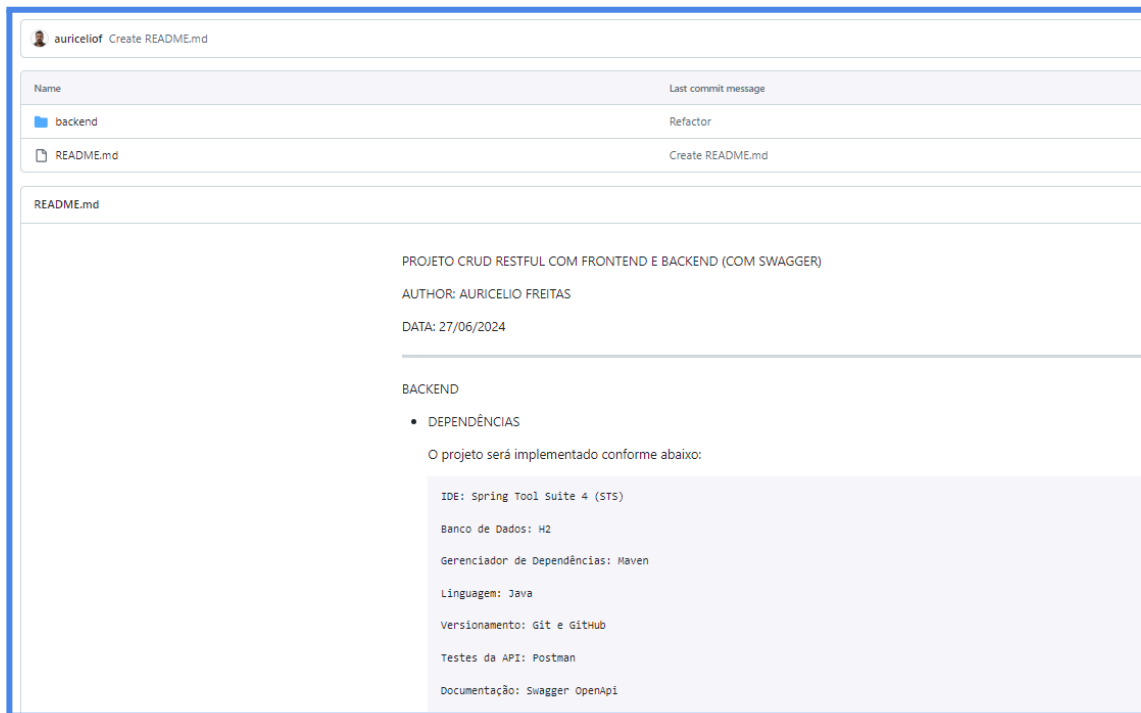 auriceliof Create README.md
Name Last commit message
backend Refactor
README.md Create README.md
README.md
PROJETO CRUD RESTFUL COM FRONTEND E BACKEND (COM SWAGGER)
AUTHOR: AURICELIO FREITAS
DATA: 27/06/2024
BACKEND
• DEPENDÊNCIAS
O projeto será implementado conforme abaixo:
IDE: Spring Tool Suite 4 (STS)
Banco de Dados: H2
Gerenciador de Dependências: Maven
Linguagem: Java
Versionamento: Git e GitHub
Testes da API: Postman
Documentação: Swagger OpenApi